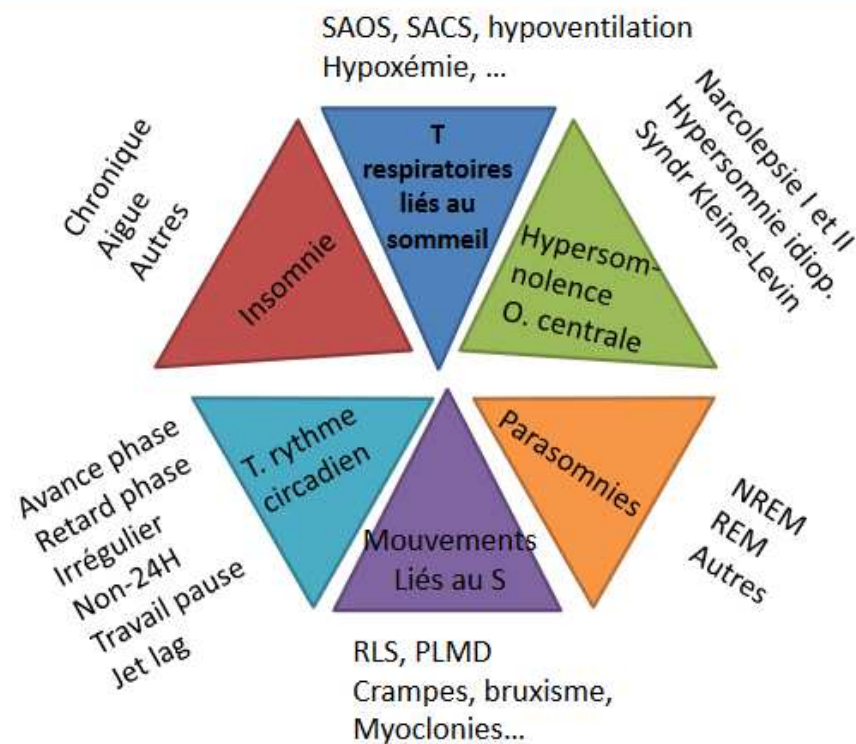 SAOS, SACS, hypoventilation
Hypoxémie, ...
T
respiratoires
liés au
sommeil
Narcolepsie I et II
Hypersomnie idiop.
Syndr Kleine-Levin
Hypersom-
nolence
O. centrale
Chronique
Aigue
Autres
Insomnie
T. rythme
circadien
Avance phase
Retard phase
Irrégulier
Non-24H
Travail pause
Jet lag
Mouvements
Liés au S
RLS, PLMD
Crampes, bruxisme,
Myoclonies...
Parasomnies
NREM
REM
Autres